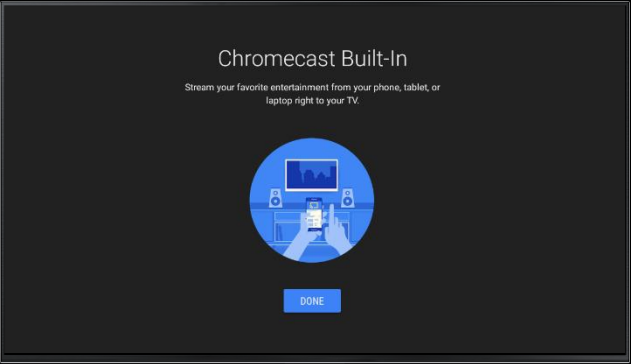 Chromecast Built-In
Stream your favorite entertainment from your phone, tablet, or
laptop right to your TV.
DONE